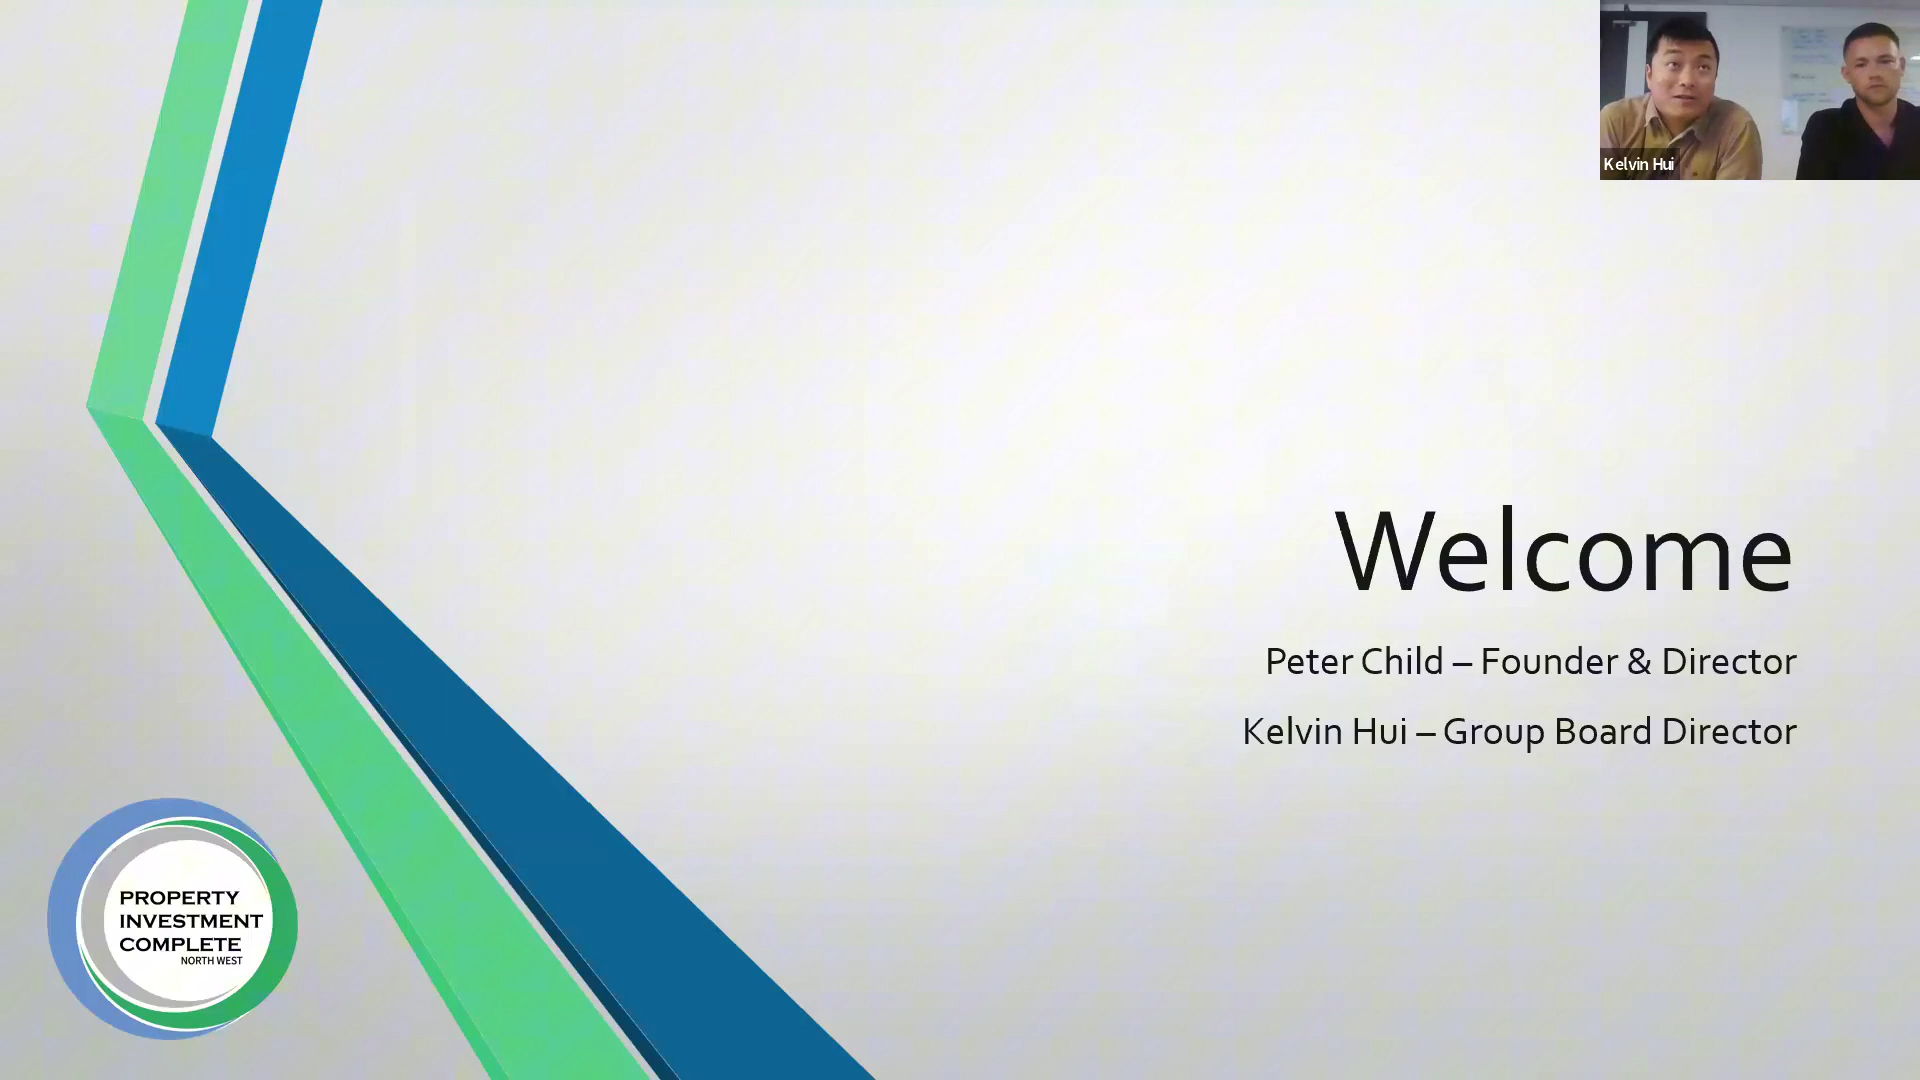 Kelvin Hui
Welcome
Peter Child – Founder & Director
Kelvin Hui – Group Board Director
PROPERTY
INVESTMENT
COMPLETE
NORTH WEST